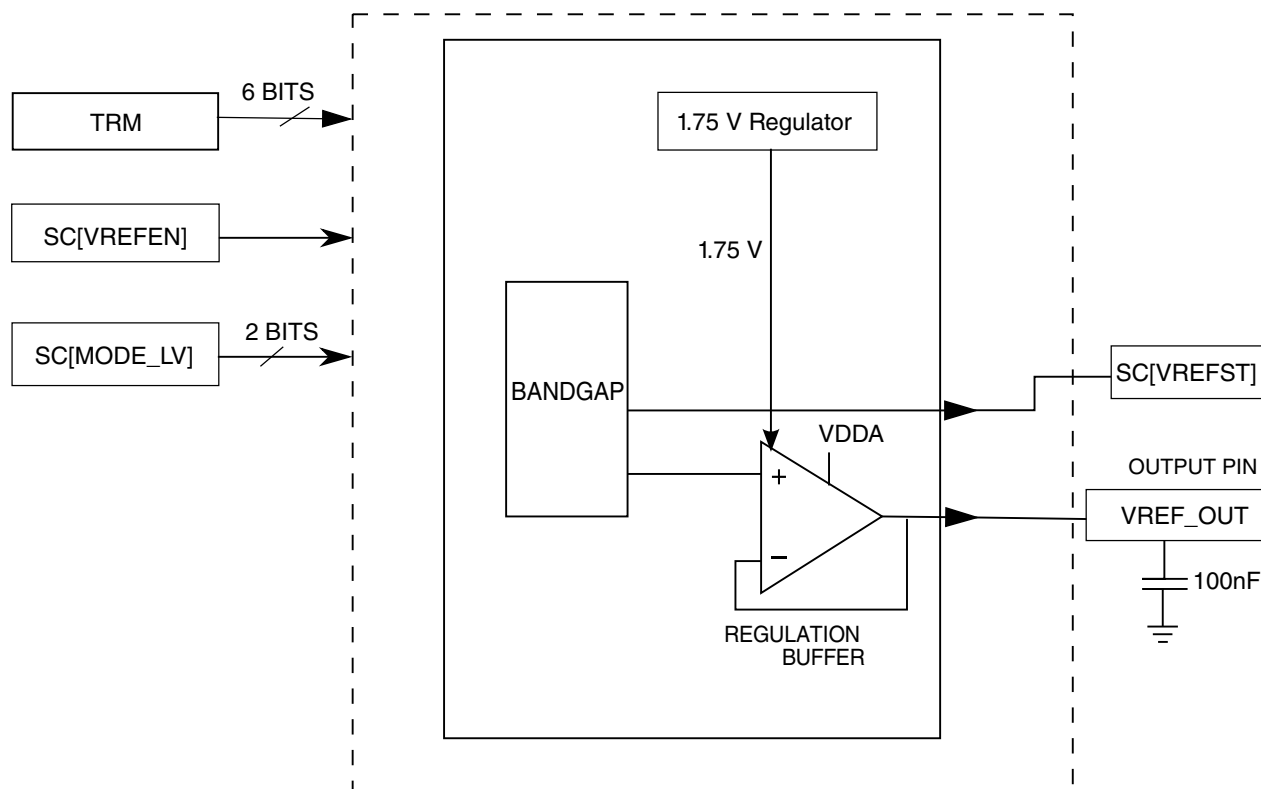 6 BITS
TRM
1.75 V Regulator
SC[VREFEN]
1.75 V
2 BITS
SC[MODE_LV]
BANDGAP
SC[VREFST]
VDDA
OUTPUT PIN
+
VREF_OUT
−
100nF
REGULATION
BUFFER